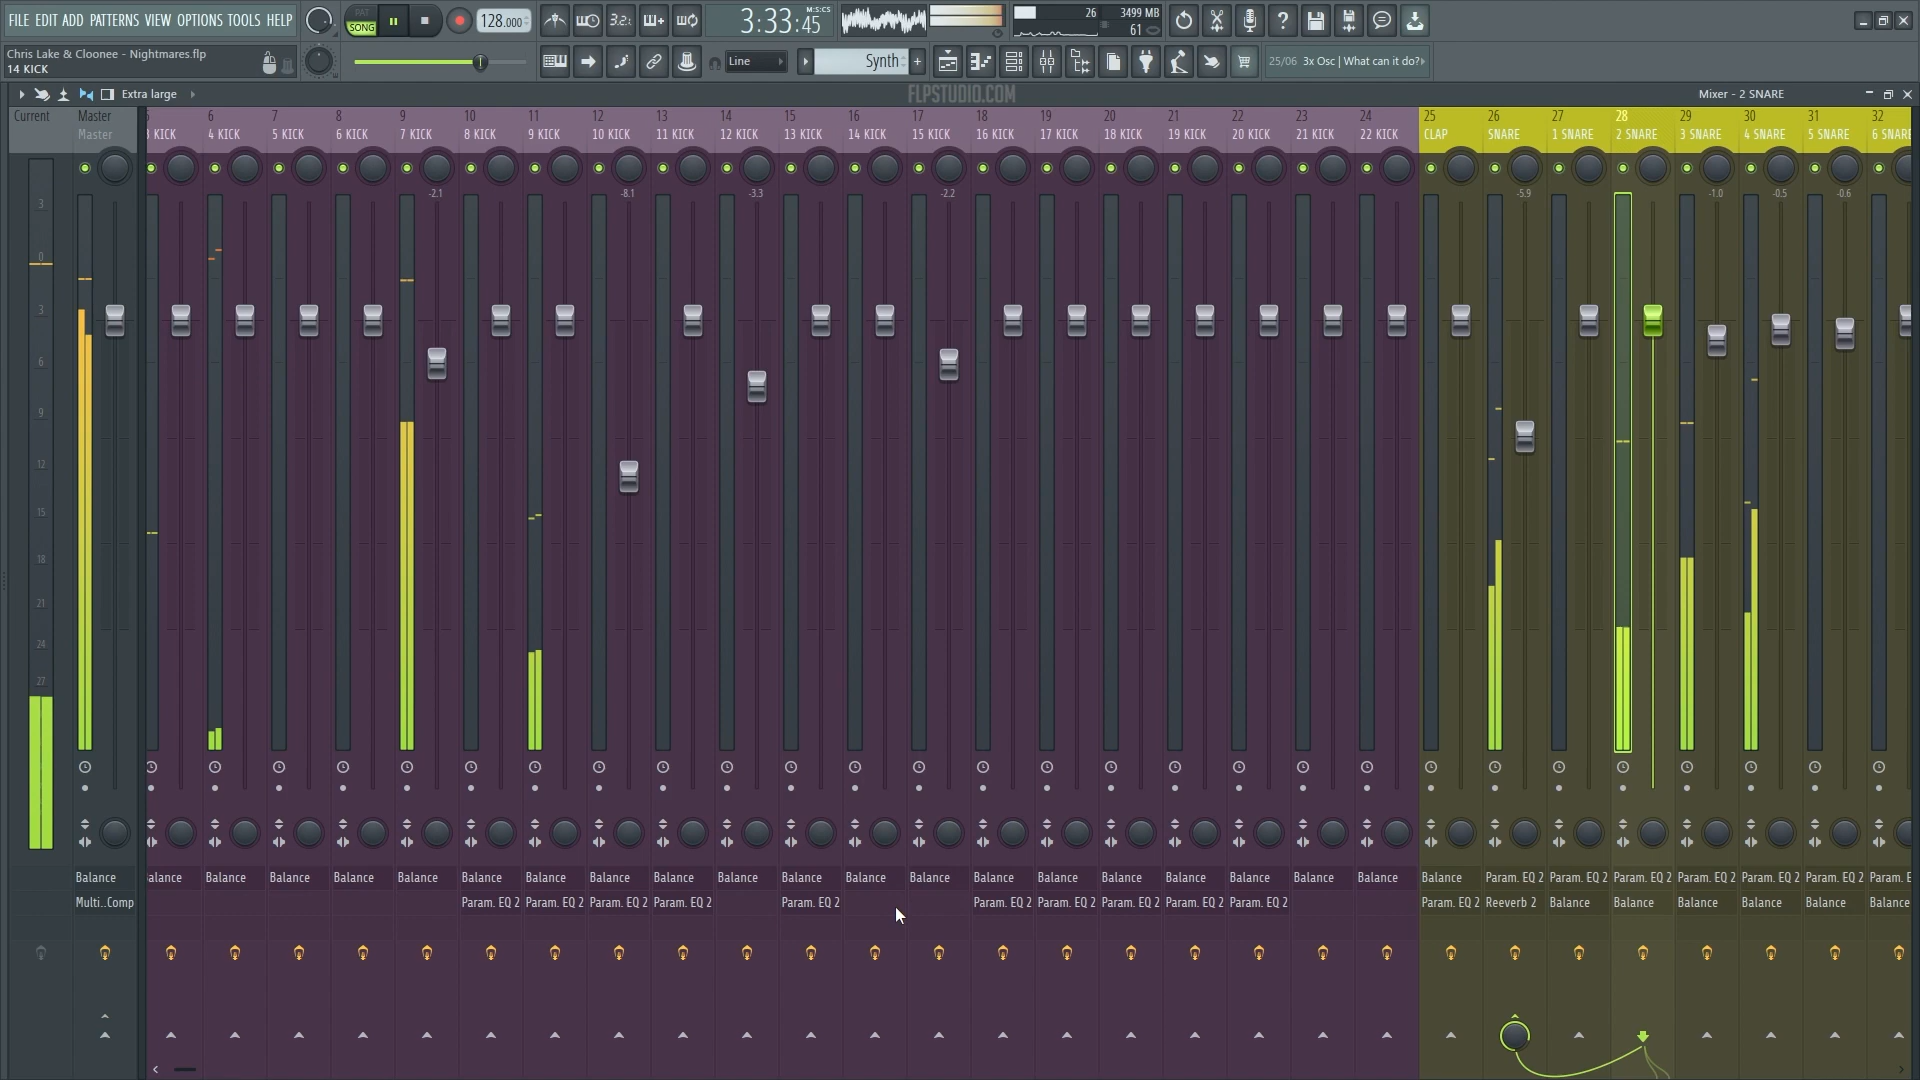 FILE EDIT ADD PATTERNS VIEW OPTIONS TOOLS HELP
PAT
SONG
128.000
3.2.
3:33:45
M:S:CS
26
3499 MB
61
Chris Lake & Cloonee - Nightmares.flp
14 KICK
Line
Synth
25/06 3x Osc | What can it do?
Extra large
FLPSTUDIO.COM
Mixer - 2 SNARE
Current Master 6 7 8 9 10 11 12 13 14 15 16 17 18 19 20 21 22 23 24 25 26 27 28 29 30 31 32
Master 3 KICK 4 KICK 5 KICK 6 KICK 7 KICK 8 KICK 9 KICK 10 KICK 11 KICK 12 KICK 13 KICK 14 KICK 15 KICK 16 KICK 17 KICK 18 KICK 19 KICK 20 KICK 21 KICK 22 KICK CLAP SNARE 1 SNARE 2 SNARE 3 SNARE 4 SNARE 5 SNARE 6 SNARE
-2.1 -8.1 -3.3 -2.2 -5.9 -1.0 -0.5 -0.6
3
0
3
6
9
12
15
18
21
24
27
Balance Balance Balance Balance Balance Balance Balance Balance Balance Balance Balance Balance Balance Balance Balance Balance Balance Balance Balance Balance Balance Balance Param. EQ 2 Param. EQ 2 Param. EQ 2 Param. EQ 2 Param. EQ 2 Param. EQ 2 Param. E
Multi..Comp Param. EQ 2 Param. EQ 2 Param. EQ 2 Param. EQ 2 Param. EQ 2 Param. EQ 2 Param. EQ 2 Param. EQ 2 Param. EQ 2 Param. EQ 2 Param. EQ 2 Reeverb 2 Balance Balance Balance Balance Balance Balance